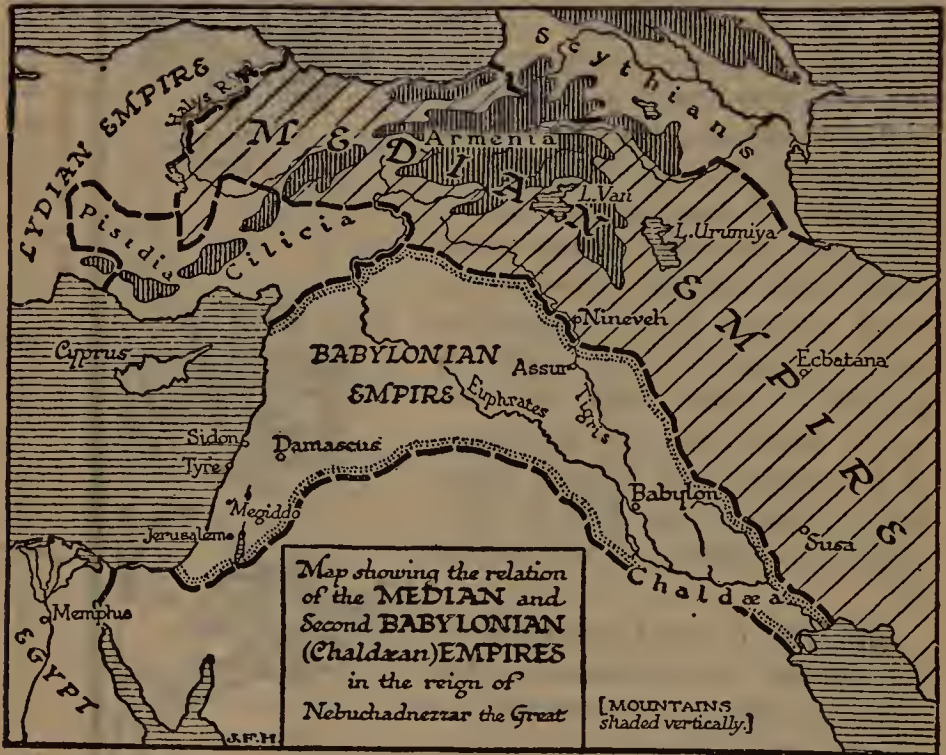 Scythians
LYDIAN EMPIRE
Halys R.
MEDIAN EMPIRE
Armenia
L.Van
L.Urumiya
Pisidia
Cilicia
Nineveh
Cyprus
BABYLONIAN
EMPIRE
Assur
Ecbatana
Euphrates
Tigris
Sidon
Damascus
Tyre
Babylon
Megiddo
Susa
Jerusalem
Chaldæa
Memphis
EGYPT
Map showing the relation
of the MEDIAN and
Second BABYLONIAN
(Chaldæan) EMPIRES
in the reign of
Nebuchadnezzar the Great
[MOUNTAINS
shaded vertically.]
J.F.H.